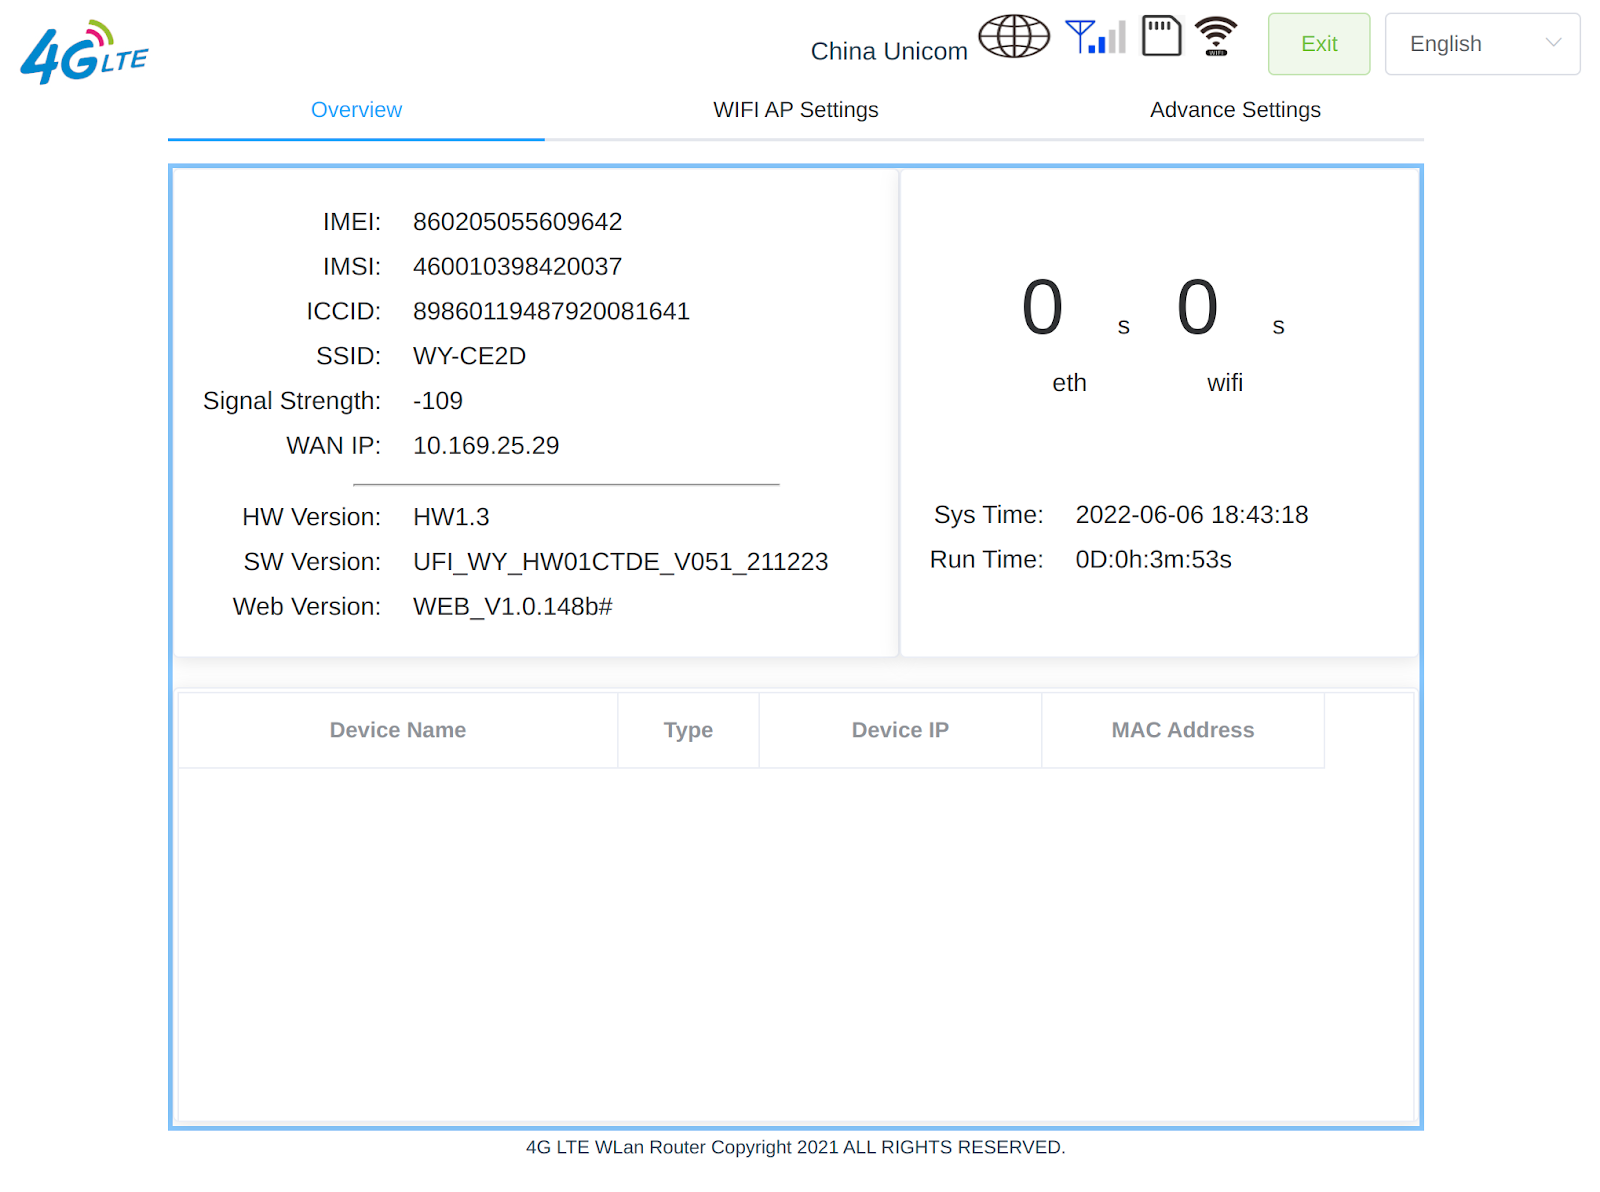 4G LTE
China Unicom
WIFI
Exit
English
Overview
WIFI AP Settings
Advance Settings
IMEI: 860205055609642
IMSI: 460010398420037
ICCID: 89860119487920081641
SSID: WY-CE2D
Signal Strength: -109
WAN IP: 10.169.25.29
HW Version: HW1.3
SW Version: UFI_WY_HW01CTDE_V051_211223
Web Version: WEB_V1.0.148b#
0 s 0 s
eth wifi
Sys Time: 2022-06-06 18:43:18
Run Time: 0D:0h:3m:53s
Device Name Type Device IP MAC Address
4G LTE WLan Router Copyright 2021 ALL RIGHTS RESERVED.